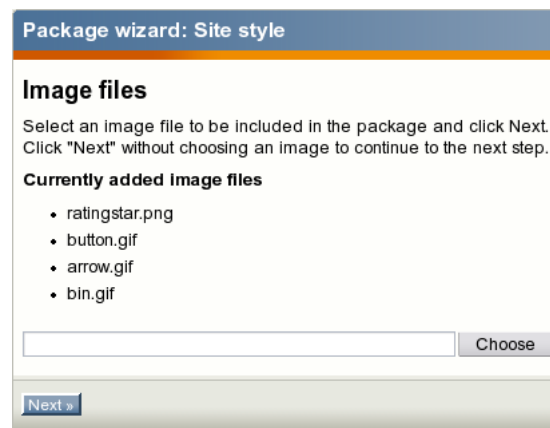 Package wizard: Site style
Image files
Select an image file to be included in the package and click Next.
Click "Next" without choosing an image to continue to the next step.
Currently added image files
• ratingstar.png
• button.gif
• arrow.gif
• bin.gif
Choose
Next »